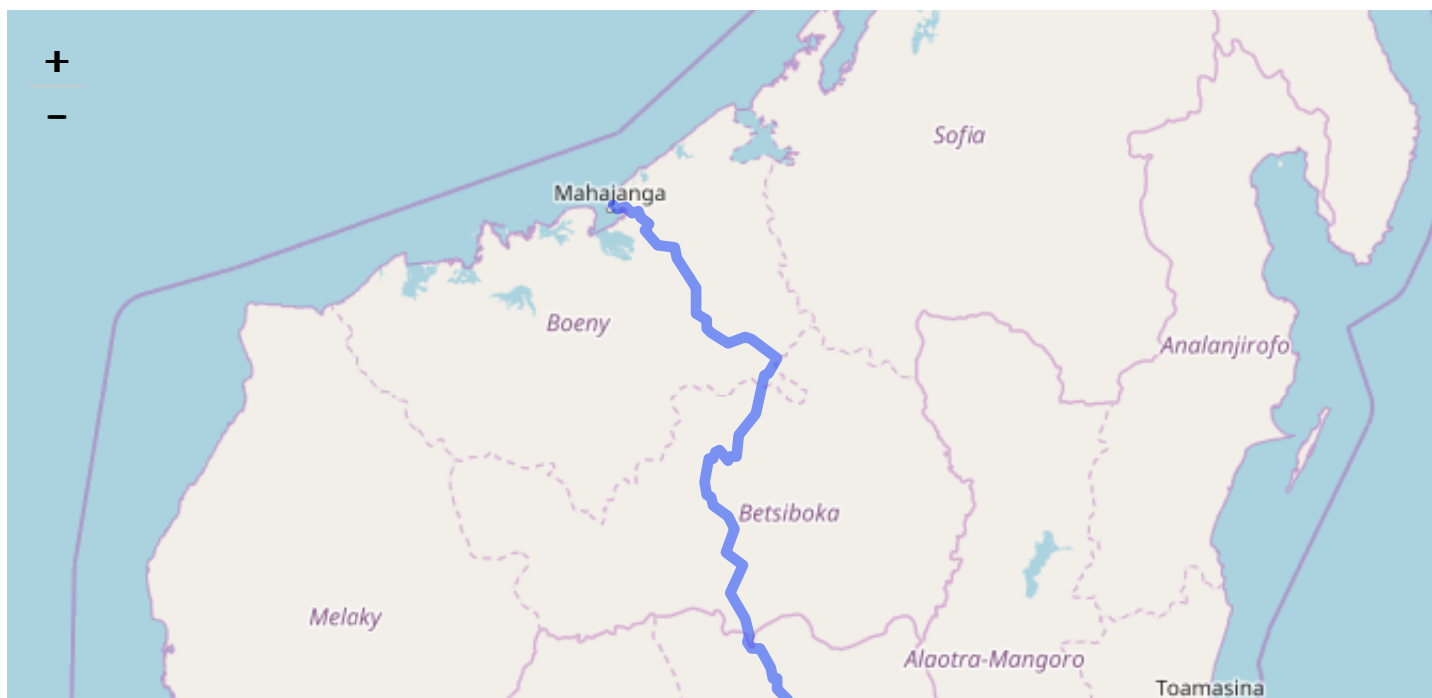 +
−
Sofia
Mahajanga
Boeny
Analanjirofo
Betsiboka
Melaky
Alaotra-Mangoro
Toamasina